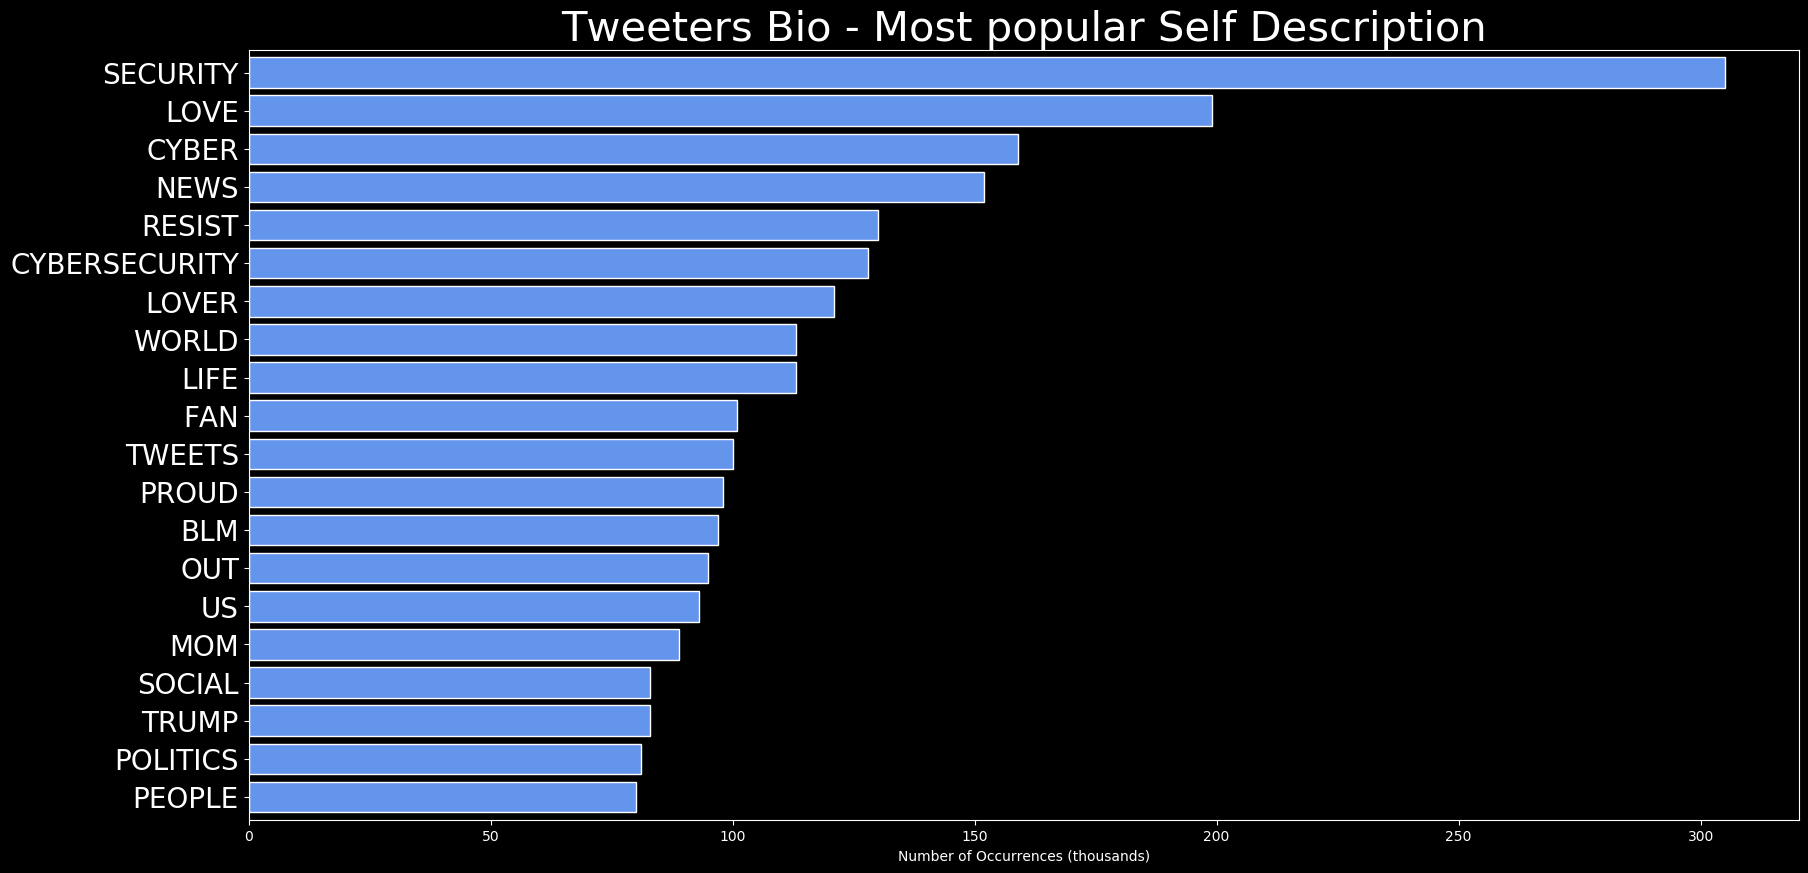 Tweeters Bio - Most popular Self Description
SECURITY
LOVE
CYBER
NEWS
RESIST
CYBERSECURITY
LOVER
WORLD
LIFE
FAN
TWEETS
PROUD
BLM
OUT
US
MOM
SOCIAL
TRUMP
POLITICS
PEOPLE
0 50 100 150 200 250 300
Number of Occurrences (thousands)